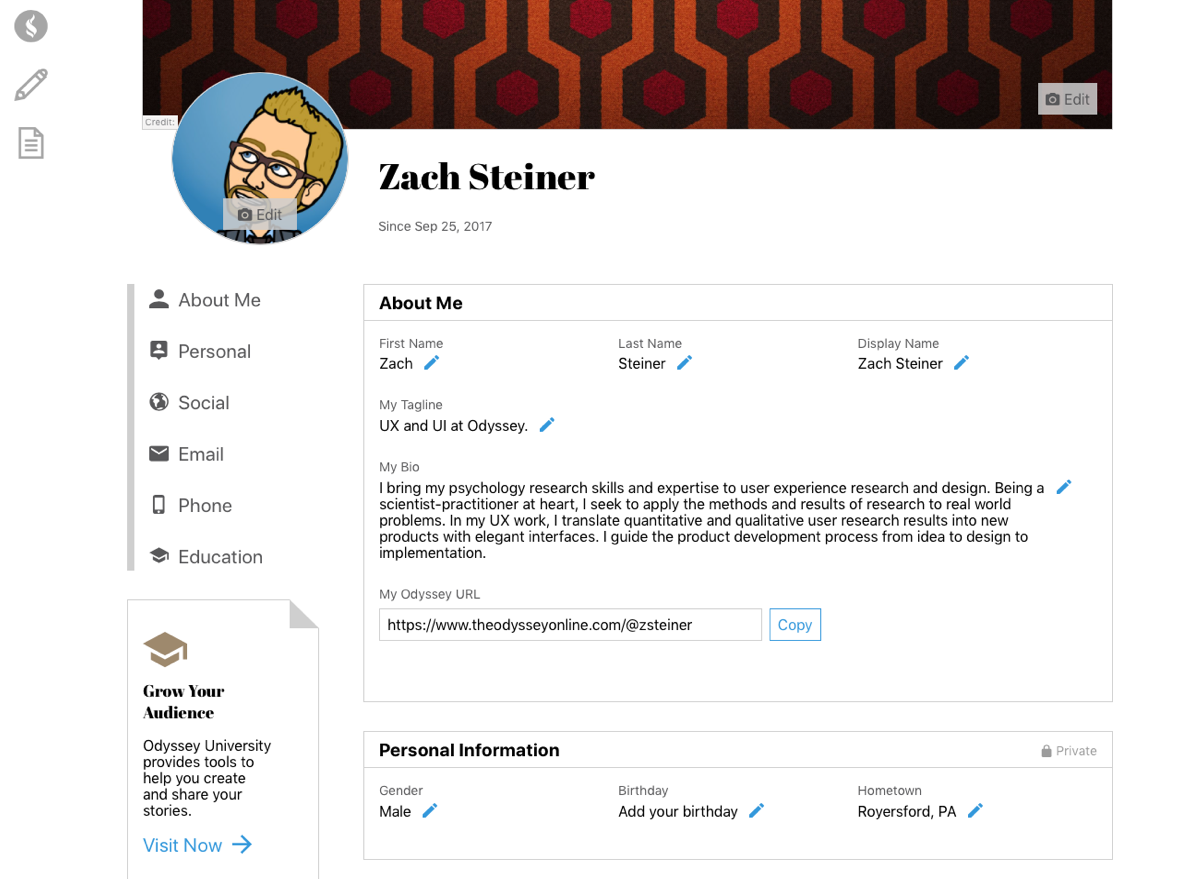 Edit
Credit:
Edit
Zach Steiner
Since Sep 25, 2017
About Me
Personal
Social
Email
Phone
Education
Grow Your
Audience
Odyssey University
provides tools to
help you create
and share your
stories.
Visit Now
About Me
First Name
Zach
Last Name
Steiner
Display Name
Zach Steiner
My Tagline
UX and UI at Odyssey.
My Bio
I bring my psychology research skills and expertise to user experience research and design. Being a
scientist-practitioner at heart, I seek to apply the methods and results of research to real world
problems. In my UX work, I translate quantitative and qualitative user research results into new
products with elegant interfaces. I guide the product development process from idea to design to
implementation.
My Odyssey URL
https://www.theodysseyonline.com/@zsteiner
Copy
Personal Information
Private
Gender
Male
Birthday
Add your birthday
Hometown
Royersford, PA